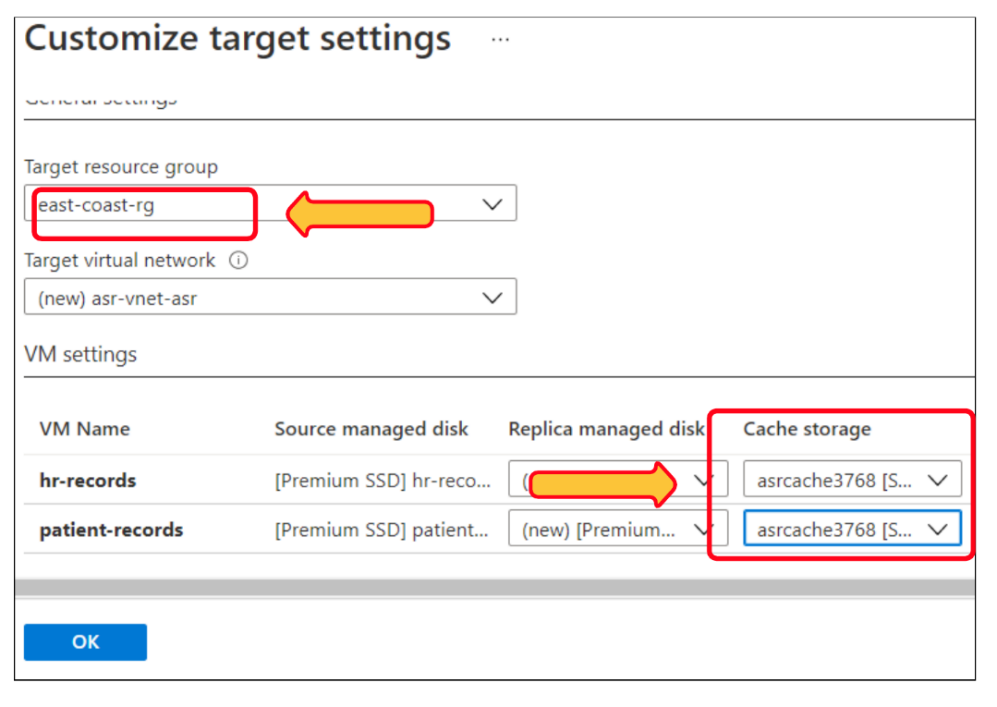 Customize target settings ...
General settings
Target resource group
east-coast-rg
Target virtual network
(new) asr-vnet-asr
VM settings
VM Name Source managed disk Replica managed disk Cache storage
hr-records [Premium SSD] hr-reco... ( asrcache3768 [S...
patient-records [Premium SSD] patient... (new) [Premium... asrcache3768 [S...
OK